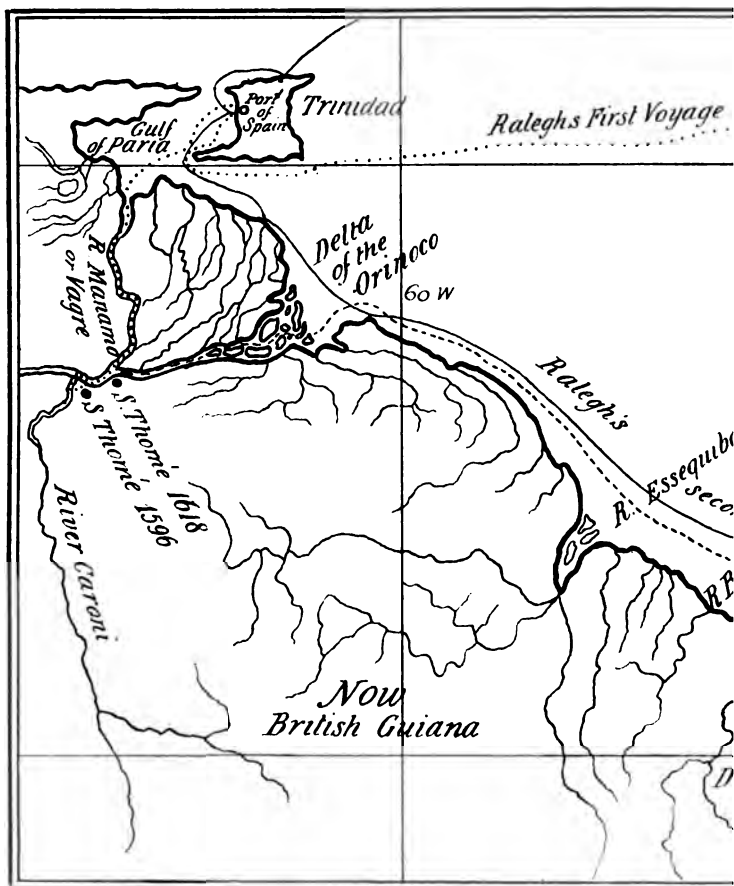 Port
of
Spain
Trinidad
Raleghs First Voyage
Gulf
of Paria
R. Manamo
or Vagre
Delta
of the
Orinoco
60 W
Ralegh's
R. Essequibo
seco
S. Thomé 1618
S Thomé 1596
River Caroni
Now
British Guiana
R
D